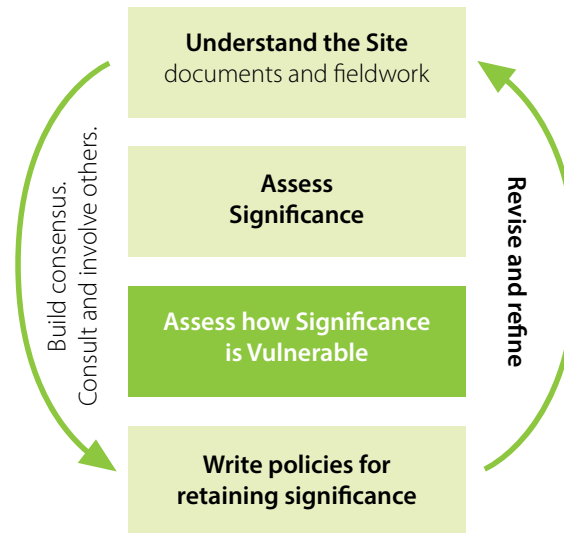 Understand the Site
documents and fieldwork
Build consensus.
Consult and involve others.
Assess
Significance
Assess how Significance
is Vulnerable
Write policies for
retaining significance
Revise and refine